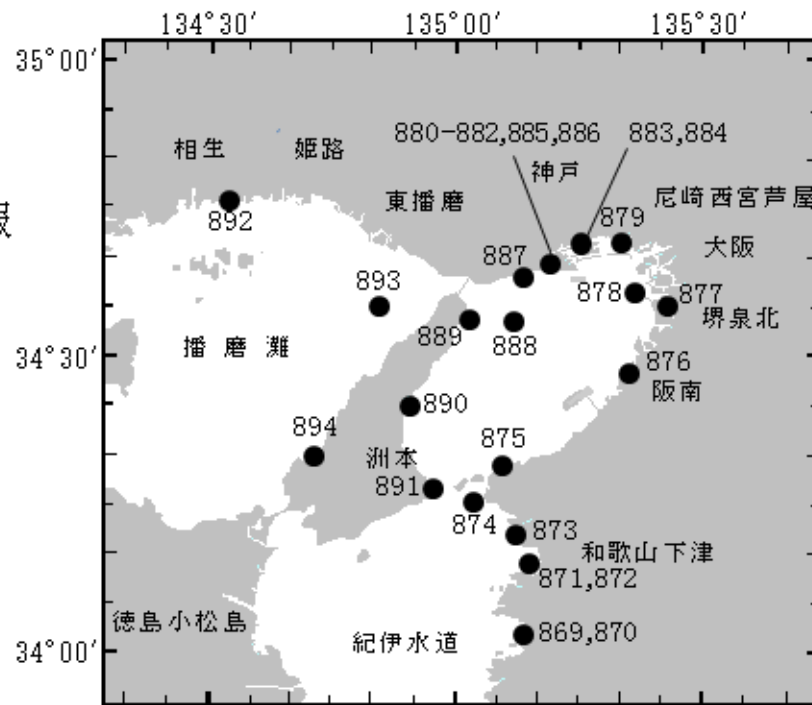 134°30′ 135°00′ 135°30′
35°00′
880-882,885,886 883,884
相生 姫路 神戸
東播磨 尼崎西宮芦屋
892 887 879 大阪
893 878 877
889 888 堺泉北
34°30′ 播磨灘
876
890 阪南
894 875
洲本
891
874 873
和歌山下津
871,872
徳島小松島
紀伊水道 869,870
34°00′